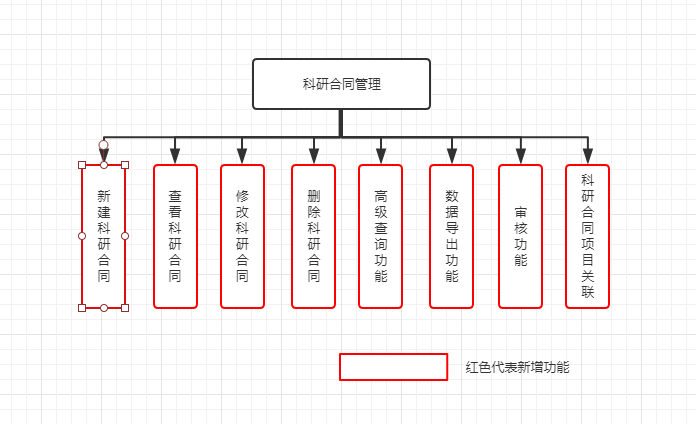 科研合同管理
新建科研合同
查看科研合同
修改科研合同
删除科研合同
高级查询功能
数据导出功能
审核功能
科研合同项目关联
红色代表新增功能